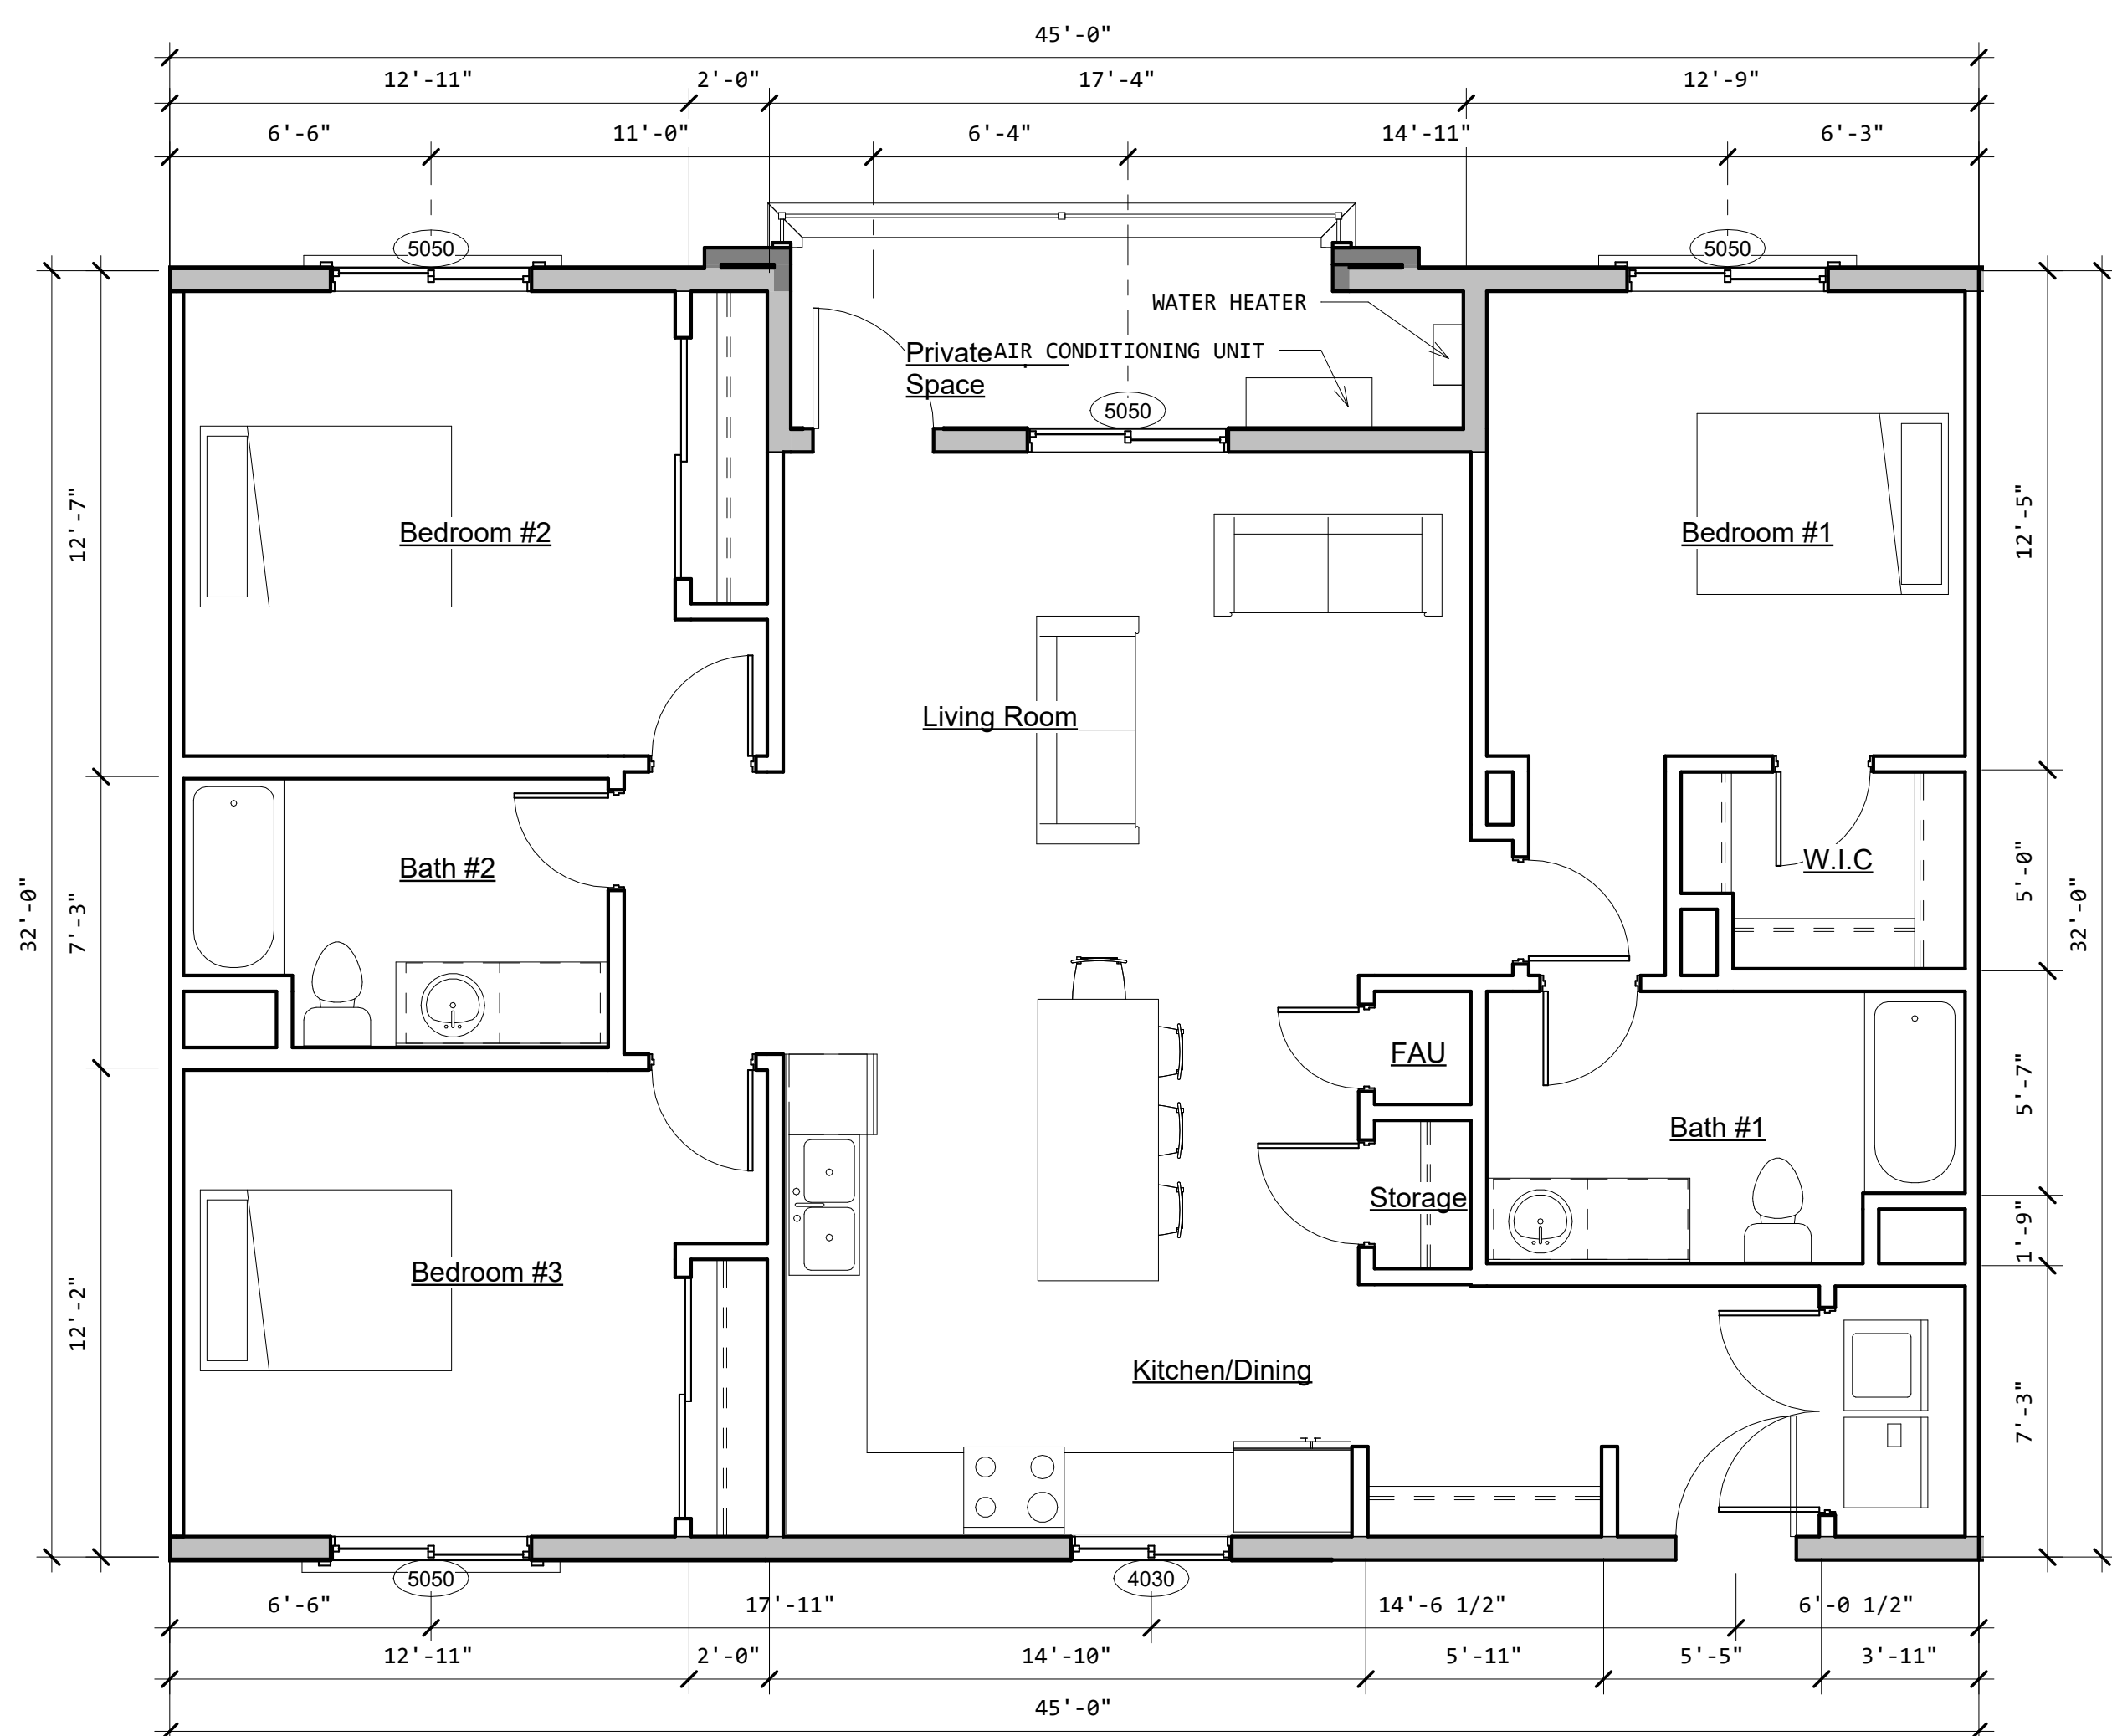 45'-0"
12'-11" 2'-0" 17'-4" 12'-9"
6'-6" 11'-0" 6'-4" 14'-11" 6'-3"
5050
5050
WATER HEATER
Private
AIR CONDITIONING UNIT
Space
5050
12'-7"
Bedroom #2
Bedroom #1
12'-5"
Living Room
Bath #2
W.I.C
5'-0"
32'-0"
7'-3"
32'-0"
FAU
5'-7"
Bath #1
Storage
1'-9"
Bedroom #3
12'-2"
Kitchen/Dining
7'-3"
5050
4030
6'-6" 17'-11" 14'-6 1/2" 6'-0 1/2"
12'-11" 2'-0" 14'-10" 5'-11" 5'-5" 3'-11"
45'-0"